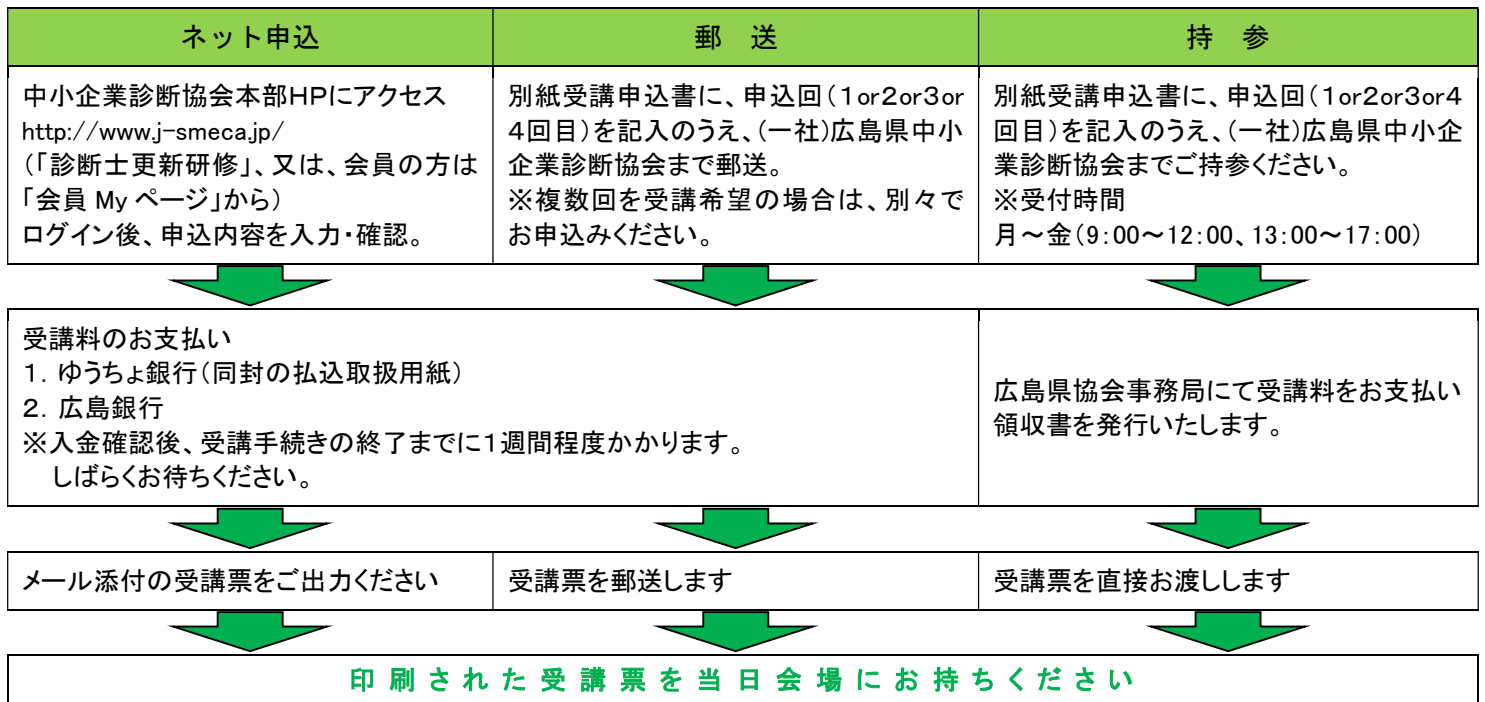 ネット申込
郵　送
持　参
中小企業診断協会本部HPにアクセス
http://www.j-smeca.jp/
(「診断士更新研修」、又は、会員の方は
「会員 My ページ」から)
ログイン後、申込内容を入力・確認。
別紙受講申込書に、申込回(1or2or3or
4回目)を記入のうえ、(一社)広島県中小
企業診断協会まで郵送。
※複数回を受講希望の場合は、別々で
お申込みください。
別紙受講申込書に、申込回(1or2or3or4
回目)を記入のうえ、(一社)広島県中小企
業診断協会までご持参ください。
※受付時間
月～金(9:00～12:00、13:00～17:00)
受講料のお支払い
1. ゆうちょ銀行(同封の払込取扱用紙)
2. 広島銀行
※入金確認後、受講手続きの終了までに1週間程度かかります。
しばらくお待ちください。
広島県協会事務局にて受講料をお支払い
領収書を発行いたします。
メール添付の受講票をご出力ください
受講票を郵送します
受講票を直接お渡しします
印刷された受講票を当日会場にお持ちください